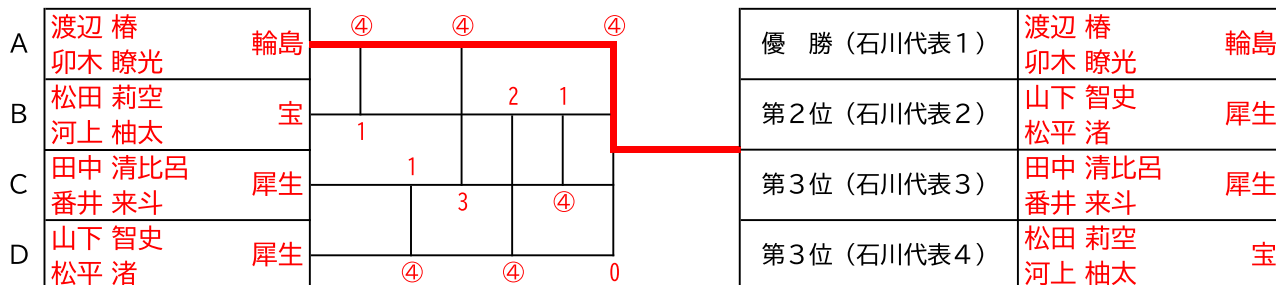 ④ ④ ④
A 渡辺 椿 輪島
卯木 瞭光
B 松田 莉空 宝
河上 柚太
2 1
1
1
C 田中 清比呂 犀生
番井 来斗
3 ④
D 山下 智史 犀生
松平 渚
④ ④ 0
優 勝（石川代表１） 渡辺 椿 輪島
卯木 瞭光
第２位（石川代表２） 山下 智史 犀生
松平 渚
第３位（石川代表３） 田中 清比呂 犀生
番井 来斗
第３位（石川代表４） 松田 莉空 宝
河上 柚太